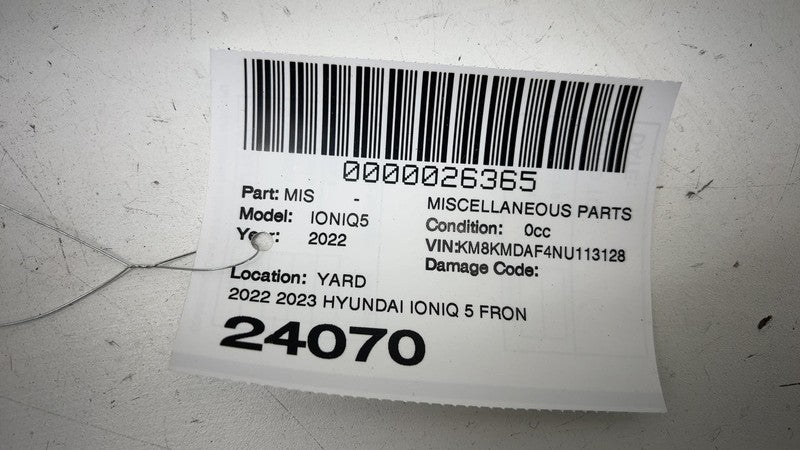 0000026365
Part: MIS - MISCELLANEOUS PARTS
Model: IONIQ5 Condition: 0cc
Year: 2022 VIN:KM8KMDAF4NU113128
Damage Code:
Location: YARD
2022 2023 HYUNDAI IONIQ 5 FRON
24070